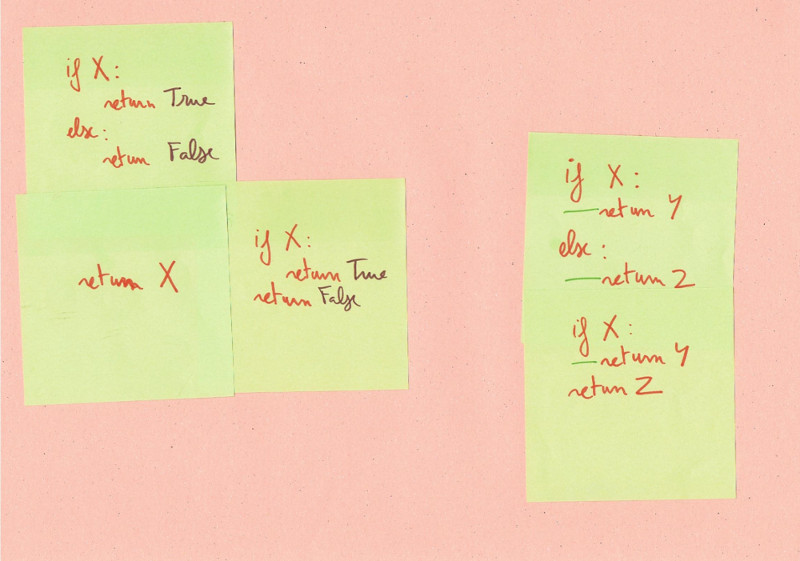 if X:
return True
else:
return False
return X
if X:
return True
return False
if X:
return Y
else:
return Z
if X:
return Y
return Z